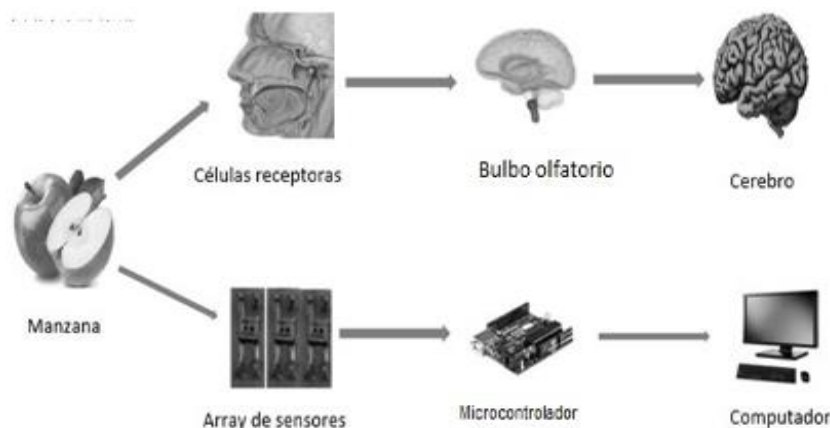 Células receptoras
Bulbo olfatorio
Cerebro
Manzana
Array de sensores
Microcontrolador
Computador